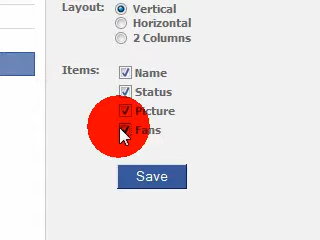 Layout: Vertical
Horizontal
2 Columns
Items: Name
Status
Picture
Fans
Save